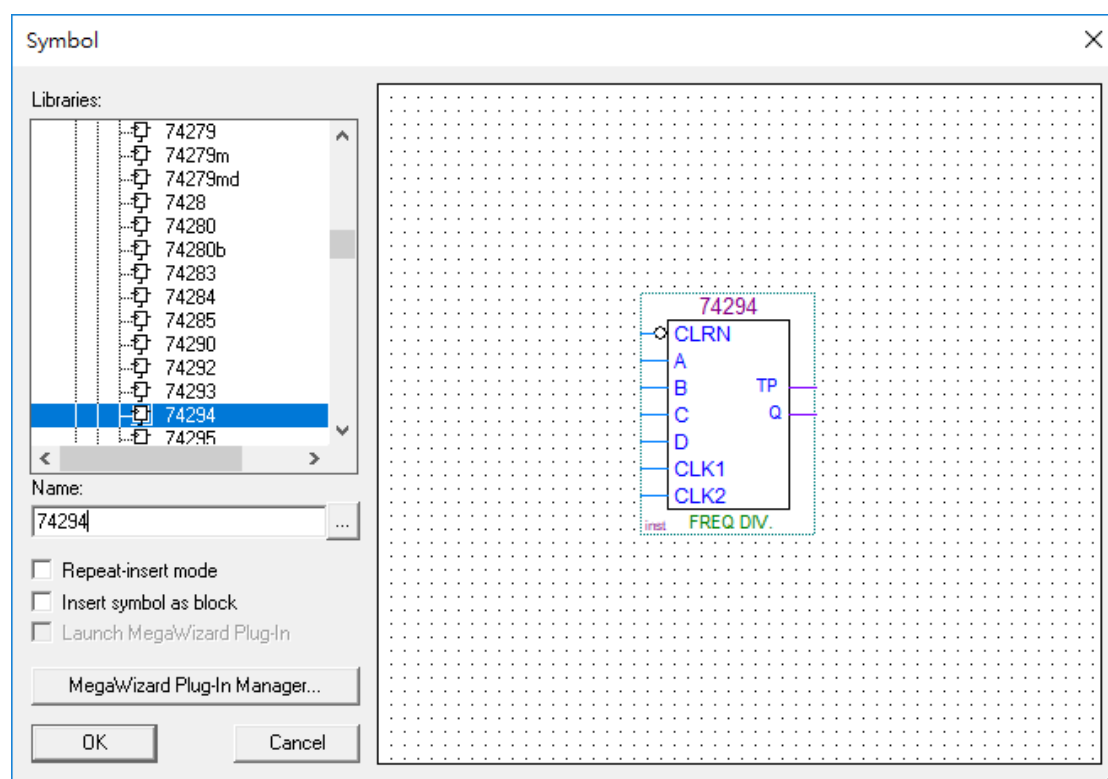 Symbol
Libraries:
74279
74279m
74279md
7428
74280
74280b
74283
74284
74285
74290
74292
74293
74294
74295
Name:
74294
...
Repeat-insert mode
Insert symbol as block
Launch MegaWizard Plug-In
MegaWizard Plug-In Manager...
OK
Cancel
74294
CLRN
A
B
TP
C
Q
D
CLK1
CLK2
inst
FREQ DIV.